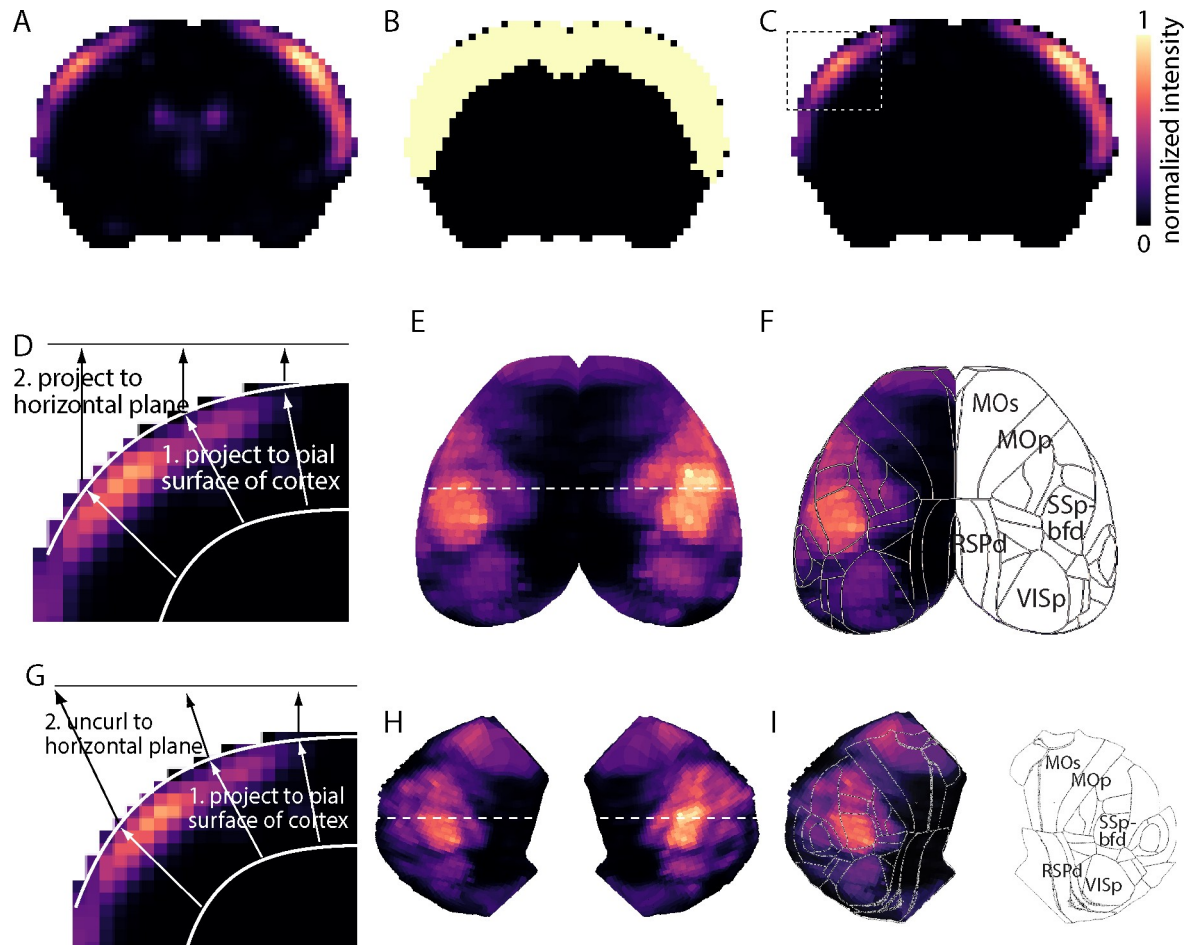 A
B
C
1
0
normalized intensity
D
2. project to
horizontal plane
1. project to pial
surface of cortex
E
F
MOs
MOp
SSp-
bfd
RSPd
VISp
G
2. uncurl to
horizontal plane
1. project to pial
surface of cortex
H
I
MOs
MOp
SSp-
bfd
RSPd
VISp